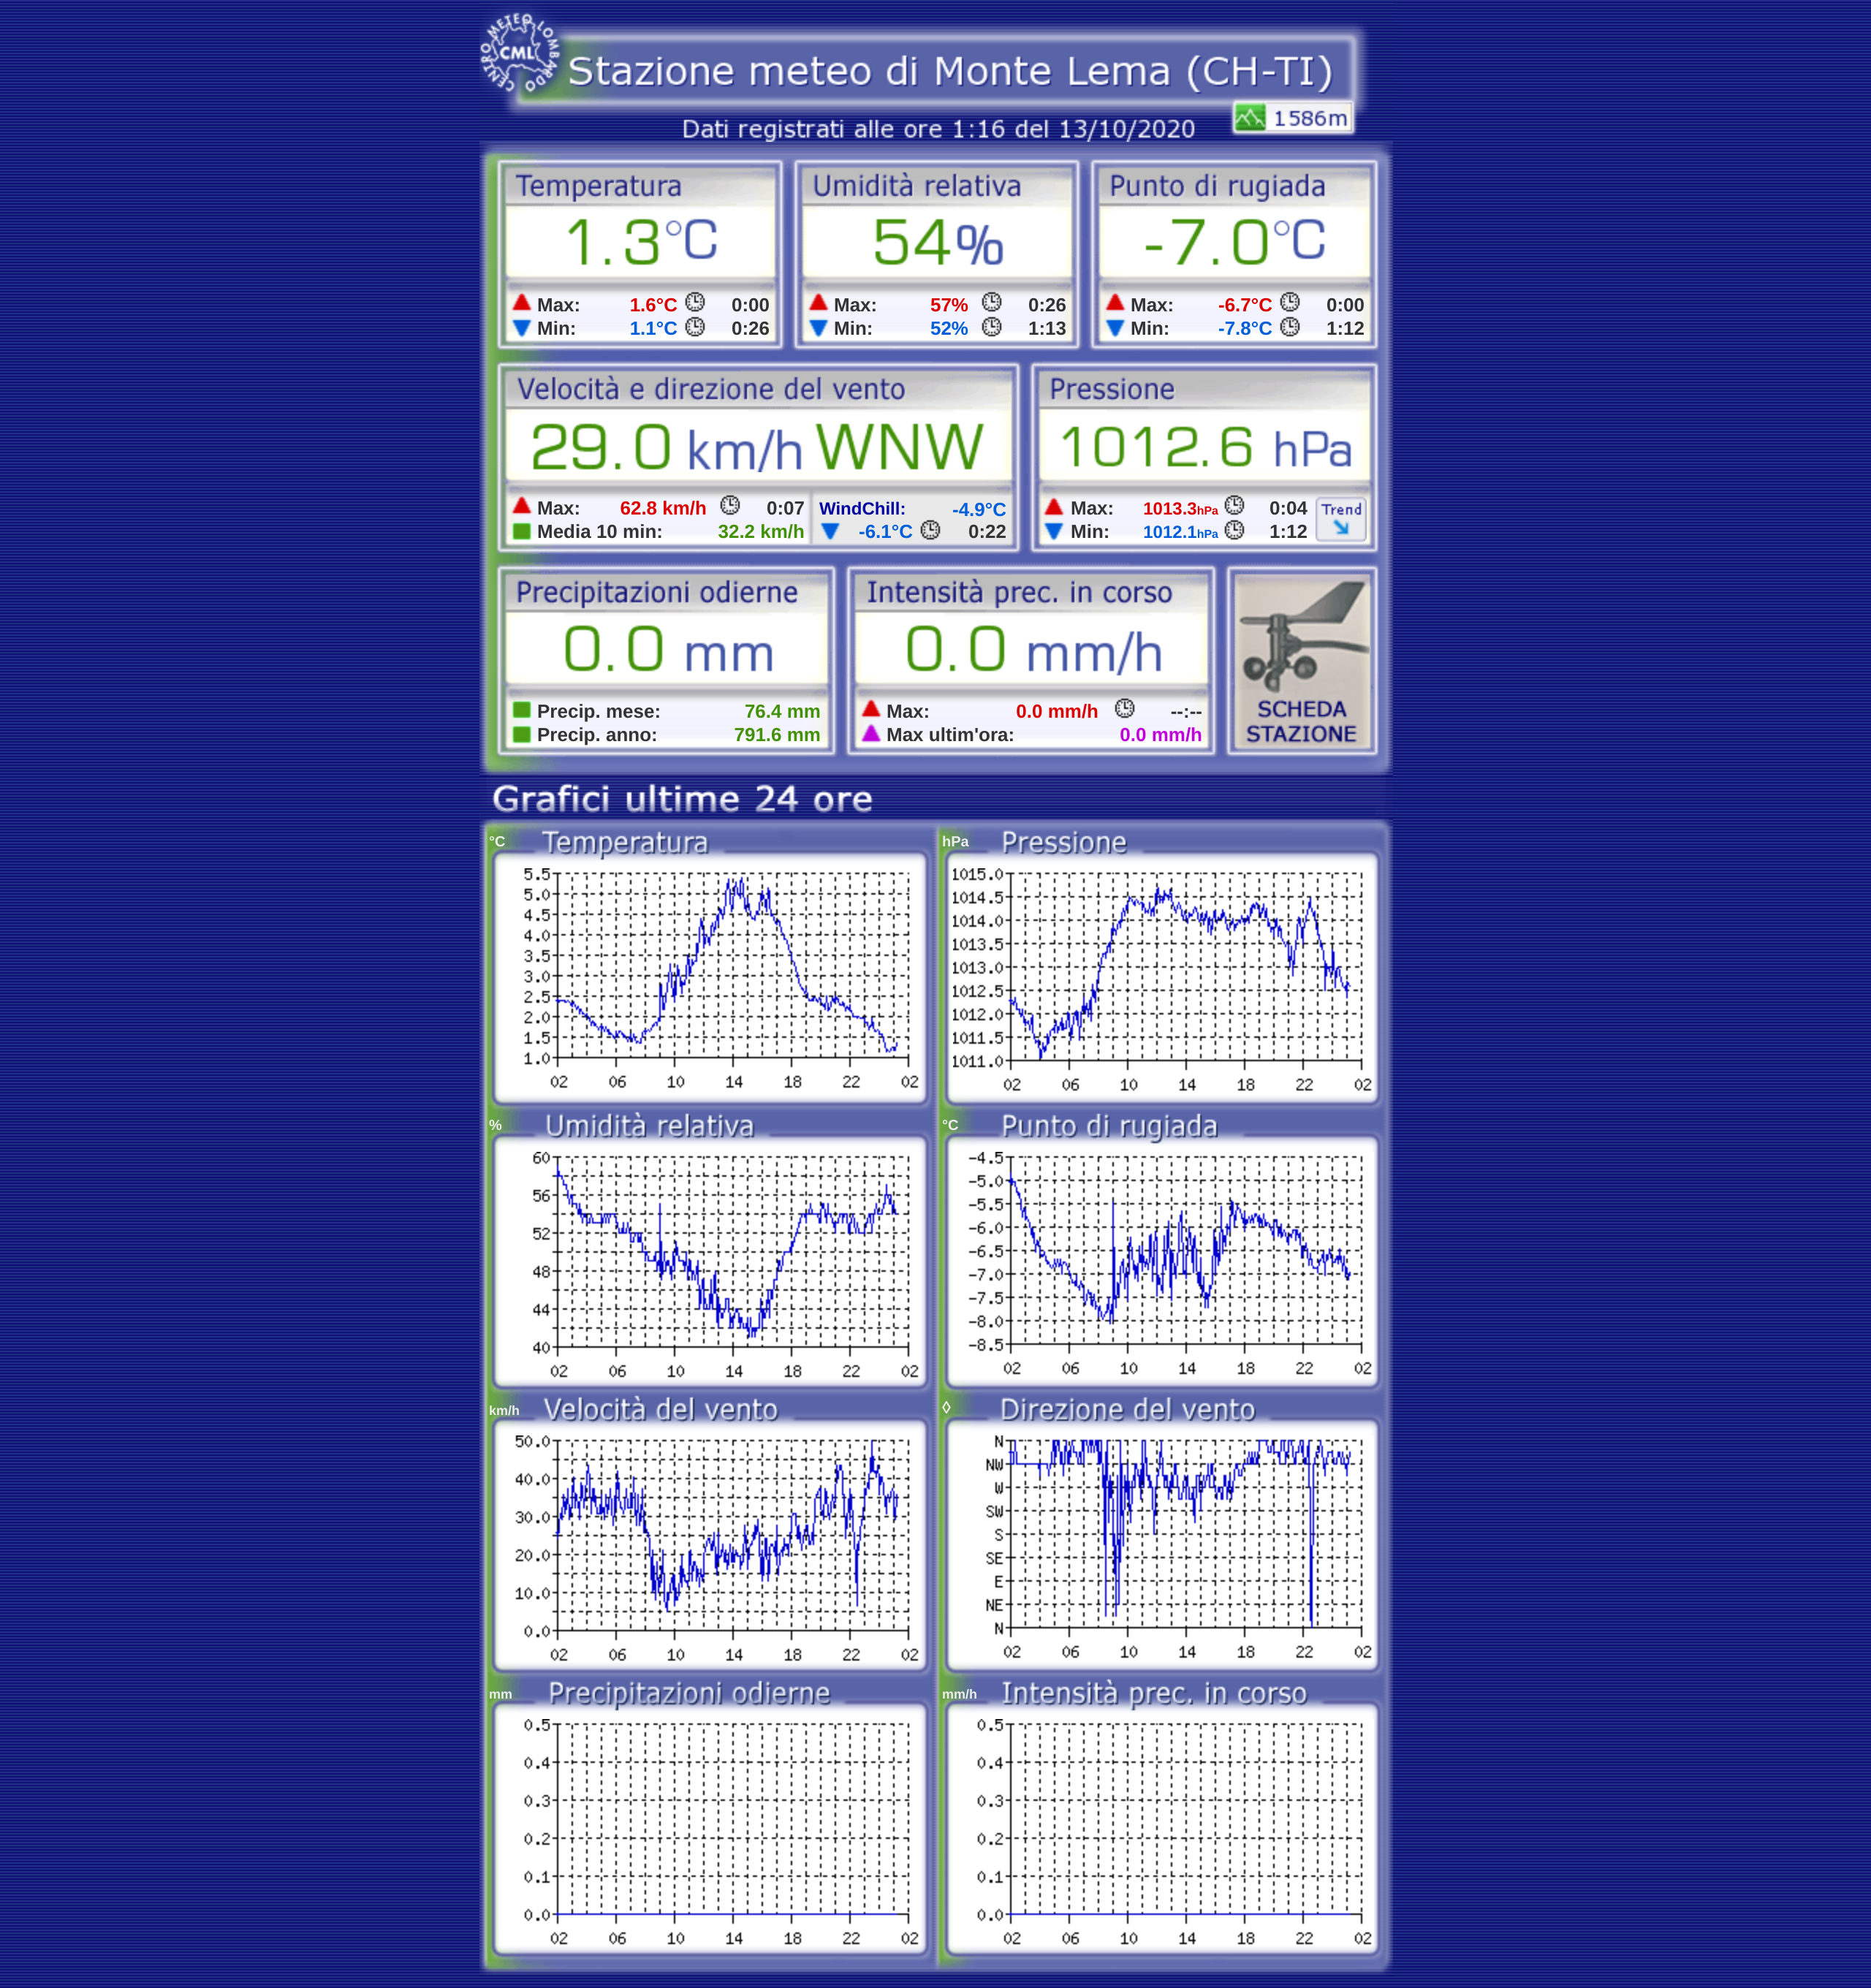 CENTRO METEO LOMBARDO
CML
Stazione meteo di Monte Lema (CH-TI)
1586m
Dati registrati alle ore 1:16 del 13/10/2020
Temperatura
1.3°C
Max: 1.6°C 0:00
Min: 1.1°C 0:26
Umidità relativa
54%
Max: 57% 0:26
Min: 52% 1:13
Punto di rugiada
-7.0°C
Max: -6.7°C 0:00
Min: -7.8°C 1:12
Velocità e direzione del vento
29.0 km/h WNW
Max: 62.8 km/h 0:07
Media 10 min: 32.2 km/h
WindChill: -4.9°C
-6.1°C 0:22
Pressione
1012.6 hPa
Max: 1013.3hPa 0:04
Min: 1012.1hPa 1:12
Trend
Precipitazioni odierne
0.0 mm
Precip. mese: 76.4 mm
Precip. anno: 791.6 mm
Intensità prec. in corso
0.0 mm/h
Max: 0.0 mm/h --:--
Max ultim'ora: 0.0 mm/h
SCHEDA
STAZIONE
Grafici ultime 24 ore
°C Temperatura
5.5
5.0
4.5
4.0
3.5
3.0
2.5
2.0
1.5
1.0
02 06 10 14 18 22 02
hPa Pressione
1015.0
1014.5
1014.0
1013.5
1013.0
1012.5
1012.0
1011.5
1011.0
02 06 10 14 18 22 02
% Umidità relativa
60
56
52
48
44
40
02 06 10 14 18 22 02
°C Punto di rugiada
-4.5
-5.0
-5.5
-6.0
-6.5
-7.0
-7.5
-8.0
-8.5
02 06 10 14 18 22 02
km/h Velocità del vento
50.0
40.0
30.0
20.0
10.0
0.0
02 06 10 14 18 22 02
◊ Direzione del vento
N
NW
W
SW
S
SE
E
NE
N
02 06 10 14 18 22 02
mm Precipitazioni odierne
0.5
0.4
0.3
0.2
0.1
0.0
02 06 10 14 18 22 02
mm/h Intensità prec. in corso
0.5
0.4
0.3
0.2
0.1
0.0
02 06 10 14 18 22 02